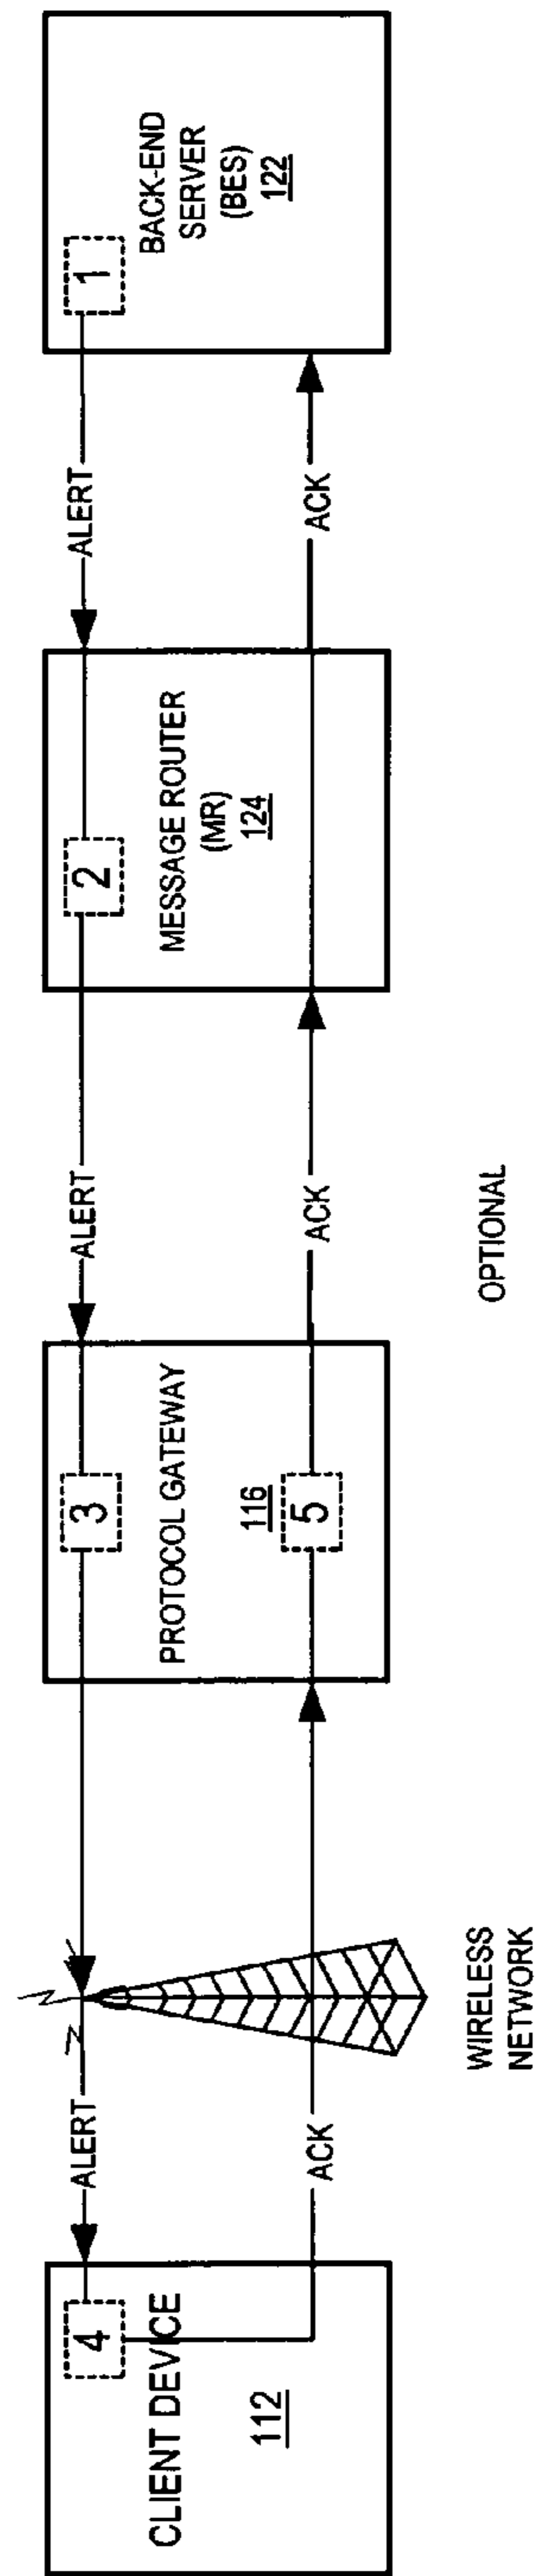 CLIENT DEVICE
112
4
ALERT
ACK
WIRELESS
NETWORK
3
PROTOCOL GATEWAY
116
5
ALERT
ACK
OPTIONAL
2
MESSAGE ROUTER
(MR)
124
ALERT
ACK
1
BACK-END
SERVER
(BES)
122